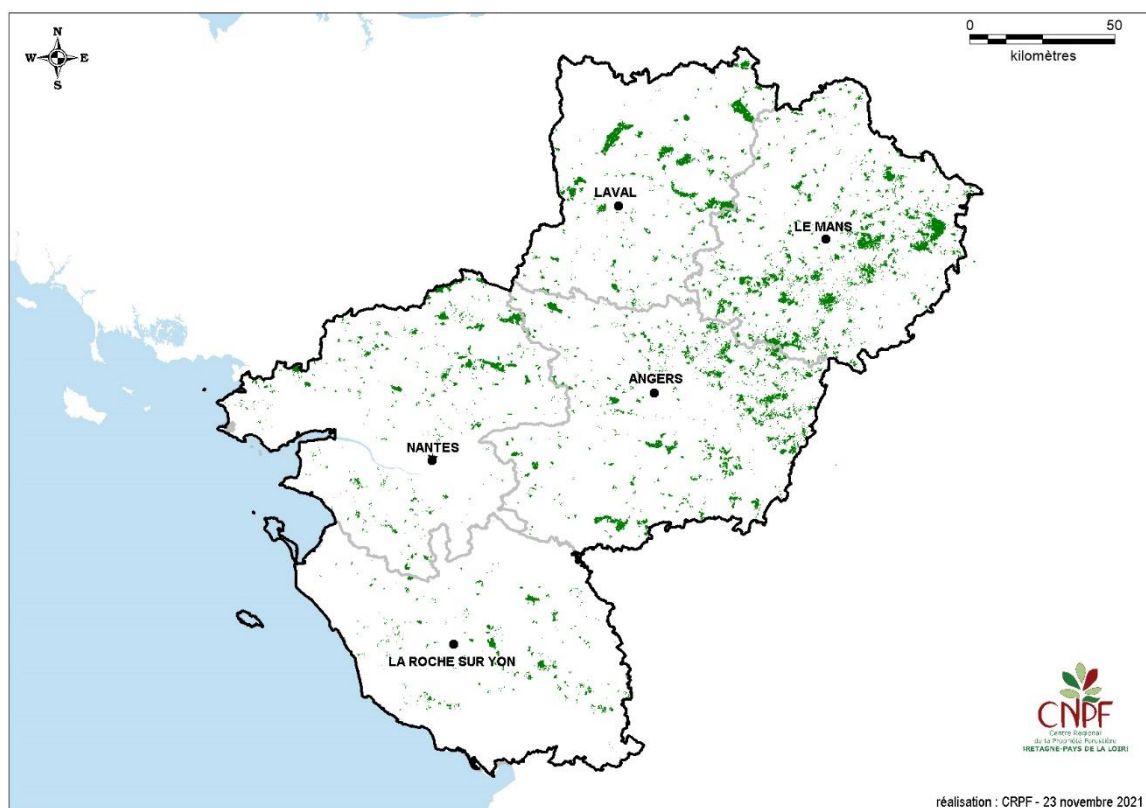 N
W E
S
0 50
kilomètres
LAVAL
LE MANS
ANGERS
NANTES
LA ROCHE SUR YON
CNPF
Centre Régional
de la Propriété Forestière
BRETAGNE-PAYS DE LA LOIRE
réalisation : CRPF - 23 novembre 2021